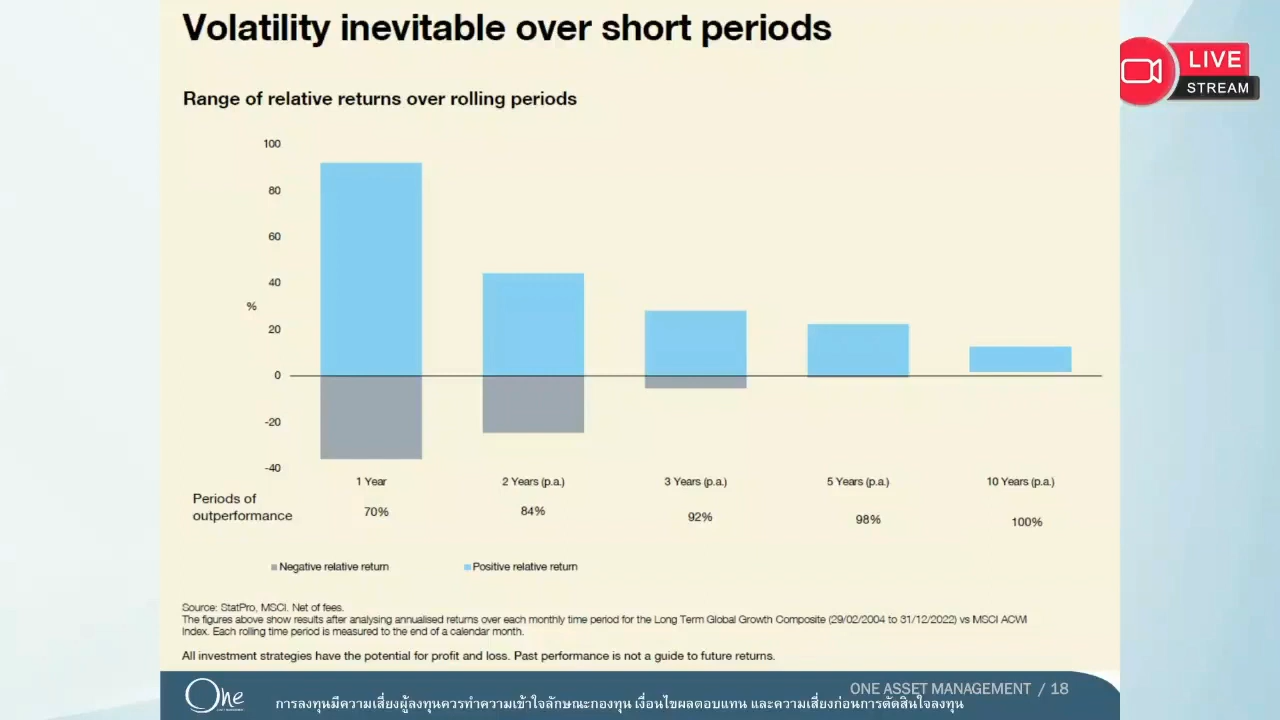 Volatility inevitable over short periods
LIVE
STREAM
Range of relative returns over rolling periods
100
80
60
40
%
20
0
-20
-40
1 Year
2 Years (p.a.)
3 Years (p.a.)
5 Years (p.a.)
10 Years (p.a.)
Periods of
outperformance
70%
84%
92%
98%
100%
Negative relative return
Positive relative return
Source: StatPro, MSCI. Net of fees.
The figures above show results after analysing annualised returns over each monthly time period for the Long Term Global Growth Composite (29/02/2004 to 31/12/2022) vs MSCI ACWI
Index. Each rolling time period is measured to the end of a calendar month.
All investment strategies have the potential for profit and loss. Past performance is not a guide to future returns.
One
ONE ASSET MANAGEMENT / 18
การลงทุนมีความเสี่ยงผู้ลงทุนควรทำความเข้าใจลักษณะกองทุน เงื่อนไขผลตอบแทน และความเสี่ยงก่อนการตัดสินใจลงทุน